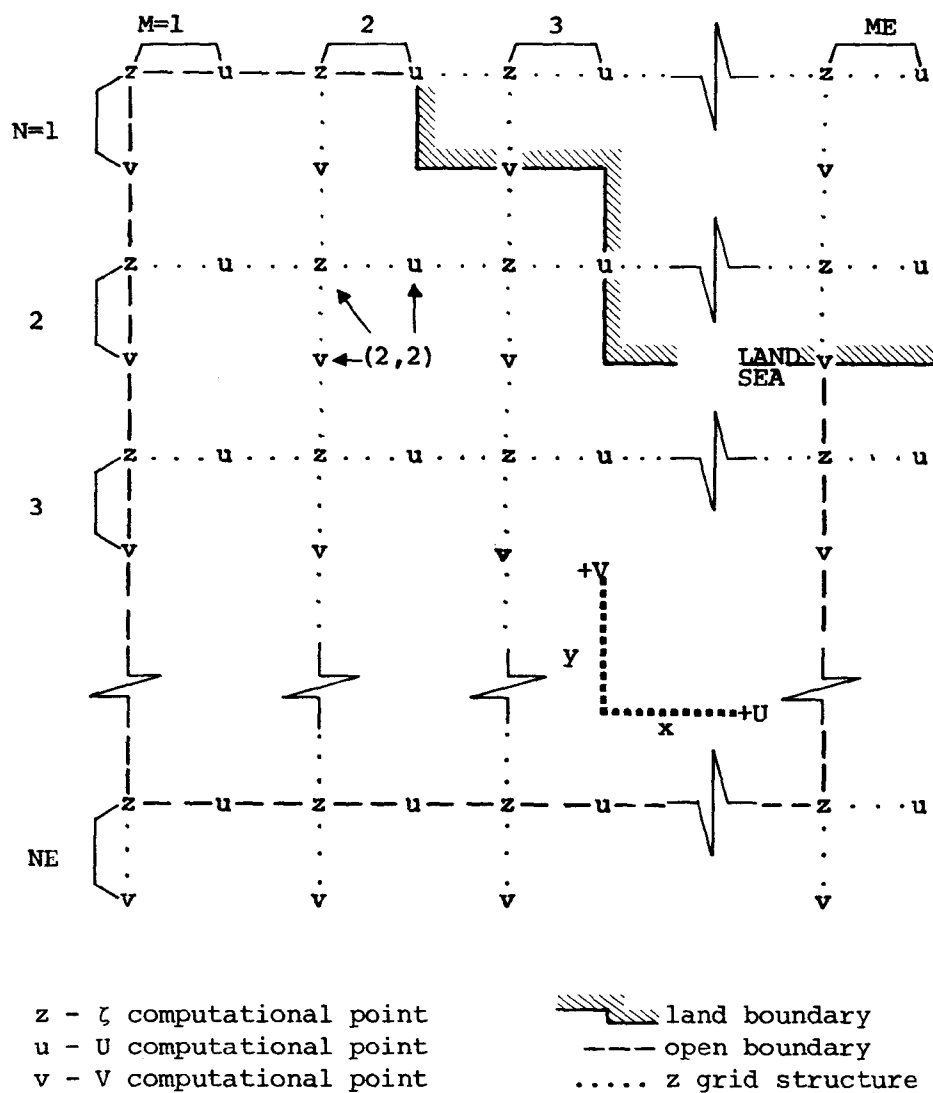 M=1 2 3 ME
z u z u z u z u
N=1
v v v v
z u z u z u z u
2
v (2,2) v v LAND v
SEA
z u z u z u z u
3
v v v v
+V
y
+U
x
z u z u z u z u
NE
v v v v
z - ζ computational point
land boundary
u - U computational point
open boundary
v - V computational point
z grid structure